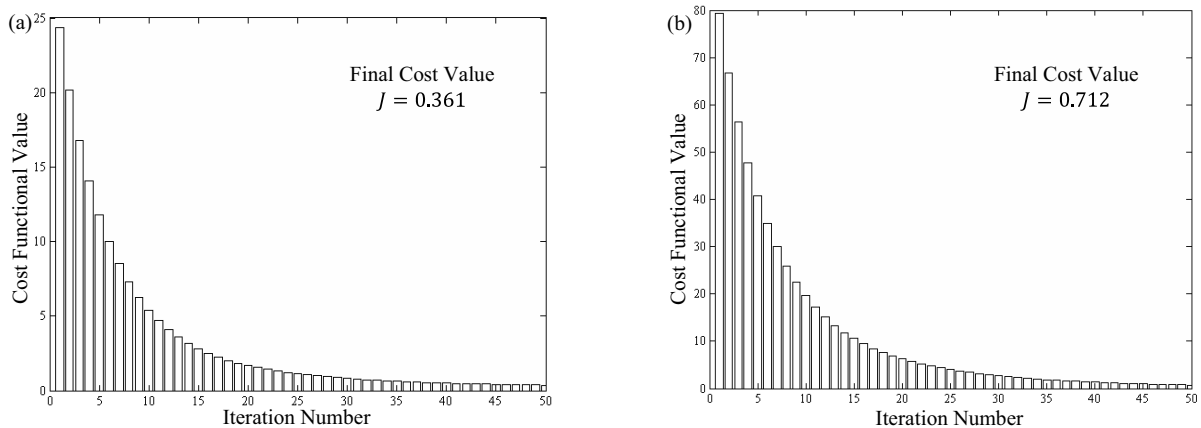 (a)
25
20
15
10
5
0
Cost Functional Value
Final Cost Value
J = 0.361
0 5 10 15 20 25 30 35 40 45 50
Iteration Number
(b)
80
70
60
50
40
30
20
10
0
Cost Functional Value
Final Cost Value
J = 0.712
0 5 10 15 20 25 30 35 40 45 50
Iteration Number